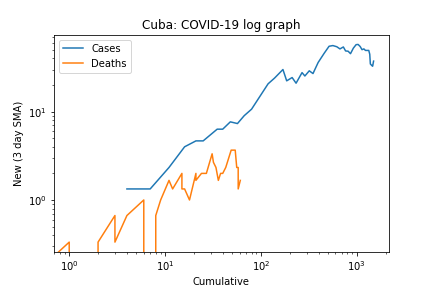 Cuba: COVID-19 log graph
Cases
Deaths
New (3 day SMA)
10¹
10⁰
10⁰ 10¹ 10² 10³
Cumulative